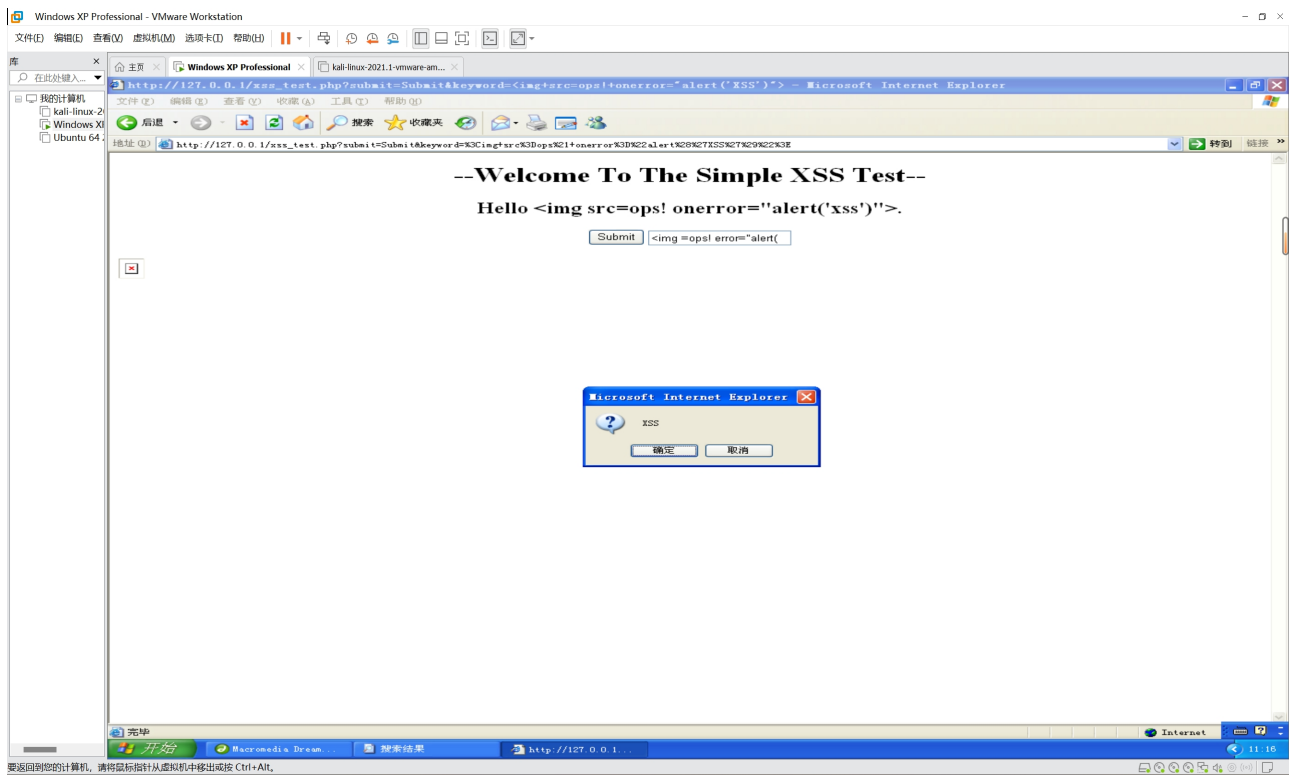 Windows XP Professional - VMware Workstation
文件(F) 编辑(E) 查看(V) 虚拟机(M) 选项卡(T) 帮助(H)
库
在此处键入...
我的计算机
kali-linux-2
Windows XP
Ubuntu 64
主页 Windows XP Professional kali-linux-2021.1-vmware-am...
http://127.0.0.1/xss_test.php?submit=Submit&keyword=<img+src=ops!+onerror="alert('XSS')"> - Microsoft Internet Explorer
文件(F) 编辑(E) 查看(V) 收藏(A) 工具(T) 帮助(H)
后退 搜索 收藏夹
地址(D) http://127.0.0.1/xss_test.php?submit=Submit&keyword=%3Cimg+src%3Dops%21+onerror%3D%22alert%28%27XSS%27%29%22%3E 转到 链接 »
--Welcome To The Simple XSS Test--
Hello <img src=ops! onerror="alert('xss')">.
Submit <img =ops! error="alert(
Microsoft Internet Explorer
XSS
确定 取消
完毕 Internet
开始 Macromedia Dream... 搜索结果 http://127.0.0.1... 11:16
要返回到您的计算机，请将鼠标指针从虚拟机中移出或按 Ctrl+Alt。